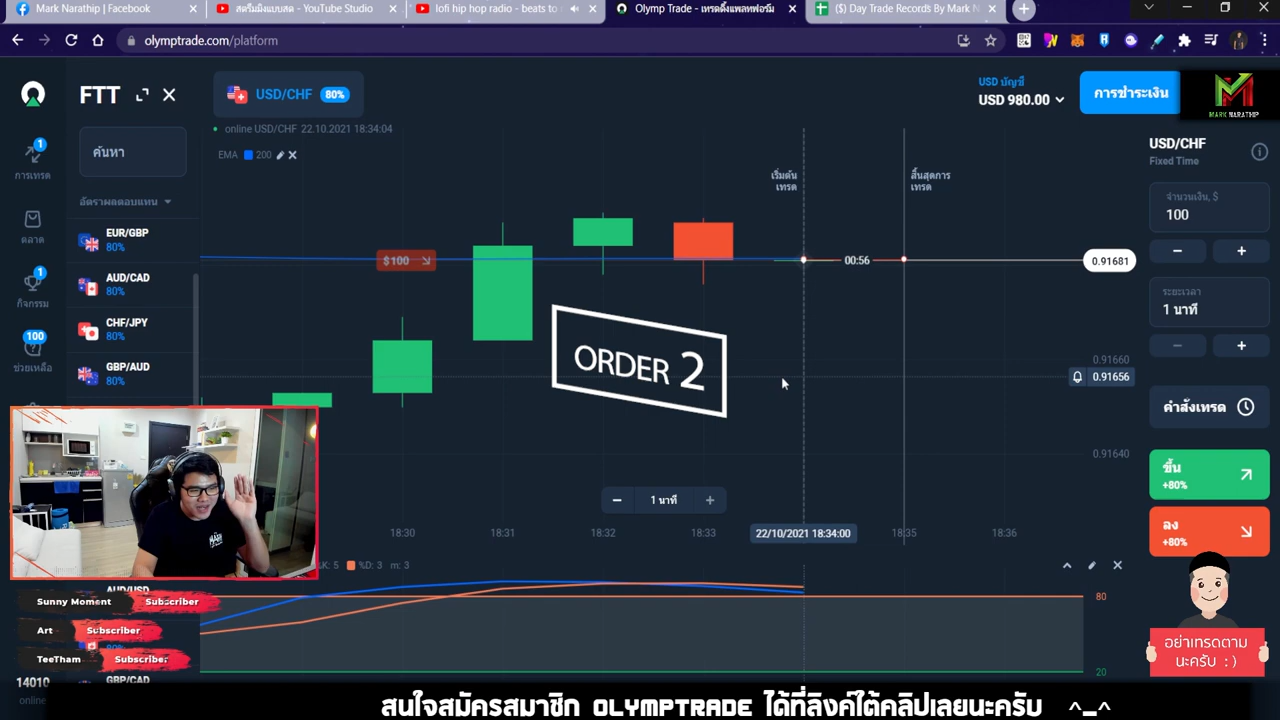 Mark Narathip | Facebook
สตรีมมิงแบบสด - YouTube Studio
lofi hip hop radio - beats to
Olymp Trade - เทรดดิ้งแพลทฟอร์ม
($) Day Trade Records By Mark N
olymptrade.com/platform
FTT
USD/CHF 80%
USD บัญชี
USD 980.00
การชำระเงิน
MARK NARATHIP
online USD/CHF 22.10.2021 18:34:04
EMA 200
1
การเทรด
ตลาด
1
กิจกรรม
100
ช่วยเหลือ
ค้นหา
อัตราผลตอบแทน
EUR/GBP
80%
AUD/CAD
80%
CHF/JPY
80%
GBP/AUD
80%
เริ่มต้น
เทรด
สิ้นสุดการ
เทรด
$100
00:56
0.91681
0.91660
0.91656
0.91640
ORDER 2
1 นาที
18:30
18:31
18:32
18:33
22/10/2021 18:34:00
18:35
18:36
USD/CHF
Fixed Time
จำนวนเงิน, $
100
ระยะเวลา
1 นาที
คำสั่งเทรด
ขึ้น
+80%
ลง
+80%
K: 5 %D: 3 m: 3
80
20
AUD/USD
Sunny Moment Subscriber
Art Subscriber
TeeTham Subscriber
GBP/CAD
14010
online
อย่าเทรดตาม
นะครับ : )
สนใจสมัครสมาชิก OLYMPTRADE ได้ที่ลิงค์ใต้คลิปเลยนะครับ ^_^